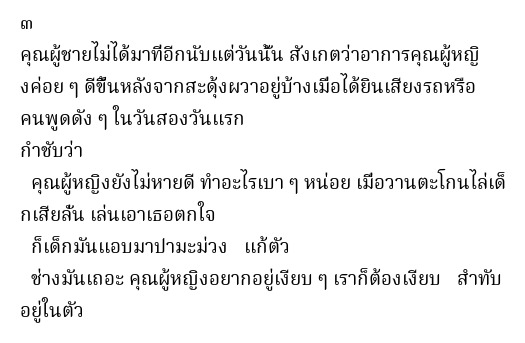 ๓
คุณผู้ชายไม่ได้มาที่อีกนับแต่วันนั้น สังเกตว่าอาการคุณผู้หญิ
งค่อย ๆ ดีขึ้นหลังจากสะดุ้งผวาอยู่บ้างเมื่อได้ยินเสียงรถหรือ
คนพูดดัง ๆ ในวันสองวันแรก
กำชับว่า
คุณผู้หญิงยังไม่หายดี ทำอะไรเบา ๆ หน่อย เมื่อวานตะโกนไล่เด็
กเสียลั่น เล่นเอาเธอตกใจ
ก็เด็กมันแอบมาปามะม่วง แก้ตัว
ช่างมันเถอะ คุณผู้หญิงอยากอยู่เงียบ ๆ เราก็ต้องเงียบ สำทับ
อยู่ในตัว